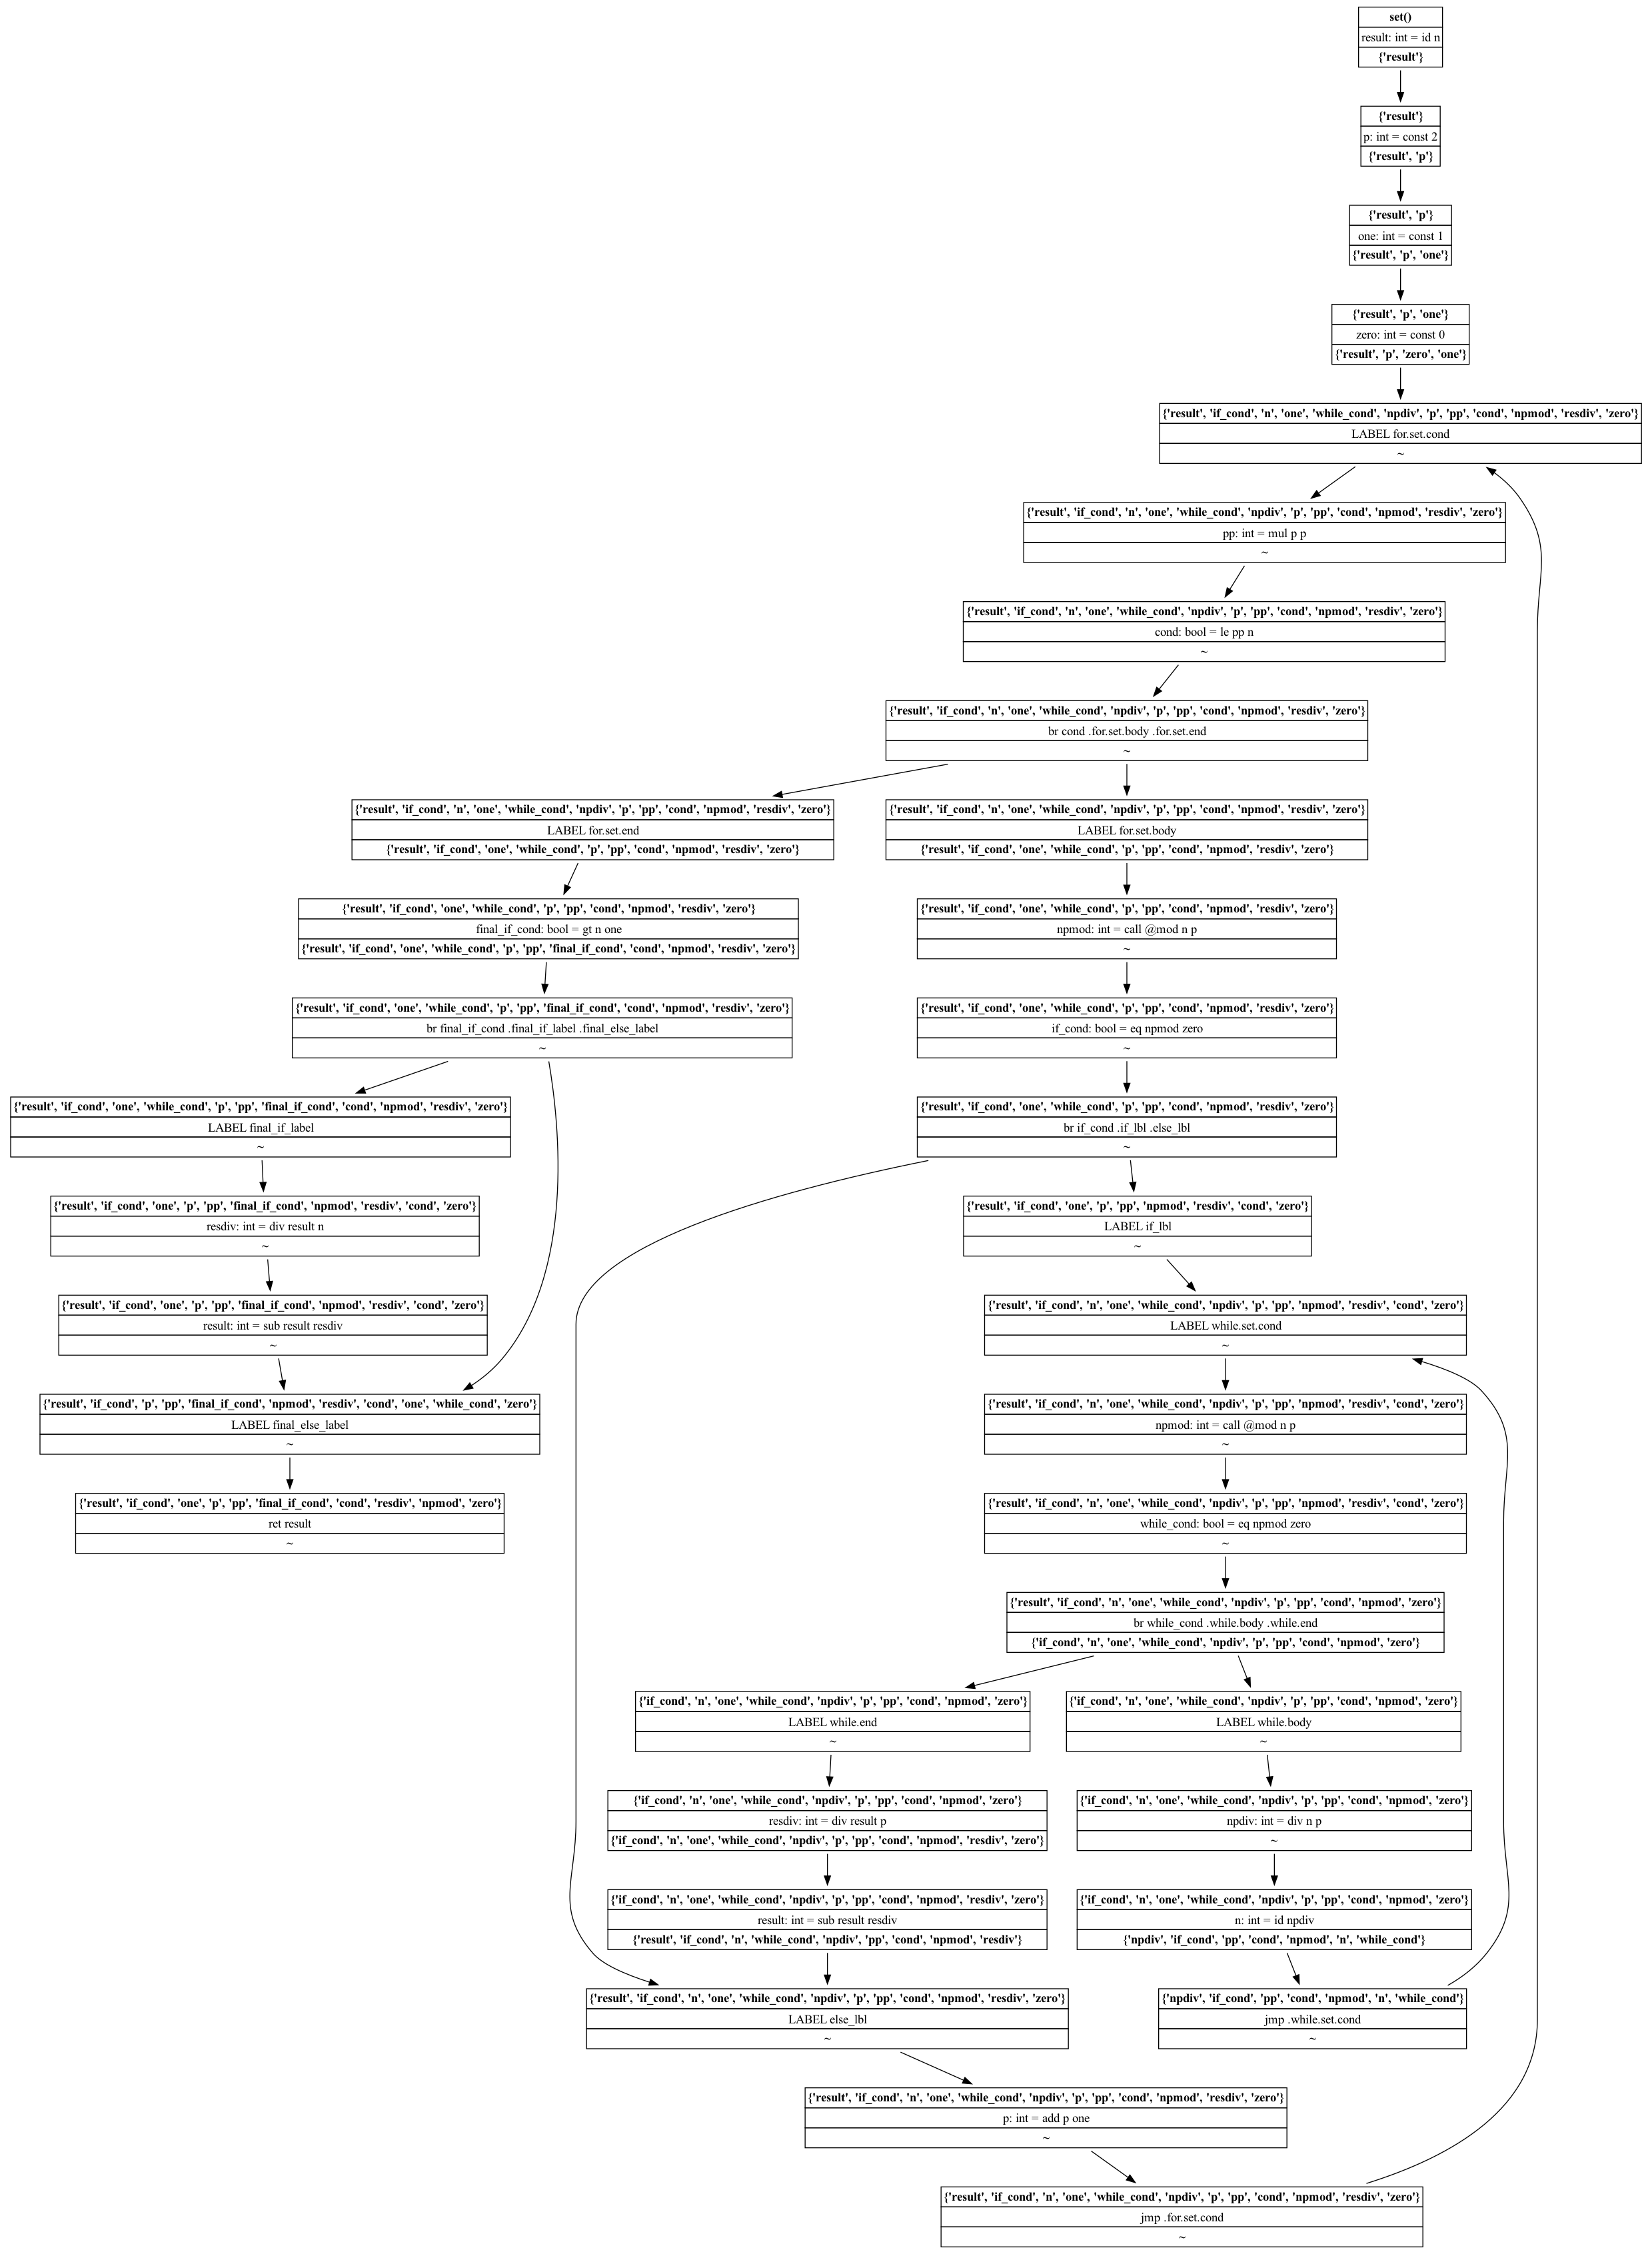 set()
result: int = id n
{'result'}
{'result'}
p: int = const 2
{'result', 'p'}
{'result', 'p'}
one: int = const 1
{'result', 'p', 'one'}
{'result', 'p', 'one'}
zero: int = const 0
{'result', 'p', 'zero', 'one'}
{'result', 'if_cond', 'n', 'one', 'while_cond', 'npdiv', 'p', 'pp', 'cond', 'npmod', 'resdiv', 'zero'}
LABEL for.set.cond
~
{'result', 'if_cond', 'n', 'one', 'while_cond', 'npdiv', 'p', 'pp', 'cond', 'npmod', 'resdiv', 'zero'}
pp: int = mul p p
~
{'result', 'if_cond', 'n', 'one', 'while_cond', 'npdiv', 'p', 'pp', 'cond', 'npmod', 'resdiv', 'zero'}
cond: bool = le pp n
~
{'result', 'if_cond', 'n', 'one', 'while_cond', 'npdiv', 'p', 'pp', 'cond', 'npmod', 'resdiv', 'zero'}
br cond .for.set.body .for.set.end
~
{'result', 'if_cond', 'n', 'one', 'while_cond', 'npdiv', 'p', 'pp', 'cond', 'npmod', 'resdiv', 'zero'}
LABEL for.set.end
{'result', 'if_cond', 'one', 'while_cond', 'p', 'pp', 'cond', 'npmod', 'resdiv', 'zero'}
{'result', 'if_cond', 'n', 'one', 'while_cond', 'npdiv', 'p', 'pp', 'cond', 'npmod', 'resdiv', 'zero'}
LABEL for.set.body
{'result', 'if_cond', 'one', 'while_cond', 'p', 'pp', 'cond', 'npmod', 'resdiv', 'zero'}
{'result', 'if_cond', 'one', 'while_cond', 'p', 'pp', 'cond', 'npmod', 'resdiv', 'zero'}
final_if_cond: bool = gt n one
{'result', 'if_cond', 'one', 'while_cond', 'p', 'pp', 'final_if_cond', 'cond', 'npmod', 'resdiv', 'zero'}
{'result', 'if_cond', 'one', 'while_cond', 'p', 'pp', 'cond', 'npmod', 'resdiv', 'zero'}
npmod: int = call @mod n p
~
{'result', 'if_cond', 'one', 'while_cond', 'p', 'pp', 'final_if_cond', 'cond', 'npmod', 'resdiv', 'zero'}
br final_if_cond .final_if_label .final_else_label
~
{'result', 'if_cond', 'one', 'while_cond', 'p', 'pp', 'cond', 'npmod', 'resdiv', 'zero'}
if_cond: bool = eq npmod zero
~
{'result', 'if_cond', 'one', 'while_cond', 'p', 'pp', 'final_if_cond', 'cond', 'npmod', 'resdiv', 'zero'}
LABEL final_if_label
~
{'result', 'if_cond', 'one', 'while_cond', 'p', 'pp', 'cond', 'npmod', 'resdiv', 'zero'}
br if_cond .if_lbl .else_lbl
~
{'result', 'if_cond', 'one', 'p', 'pp', 'final_if_cond', 'npmod', 'resdiv', 'cond', 'zero'}
resdiv: int = div result n
~
{'result', 'if_cond', 'one', 'p', 'pp', 'npmod', 'resdiv', 'cond', 'zero'}
LABEL if_lbl
~
{'result', 'if_cond', 'one', 'p', 'pp', 'final_if_cond', 'npmod', 'resdiv', 'cond', 'zero'}
result: int = sub result resdiv
~
{'result', 'if_cond', 'n', 'one', 'while_cond', 'npdiv', 'p', 'pp', 'npmod', 'resdiv', 'cond', 'zero'}
LABEL while.set.cond
~
{'result', 'if_cond', 'p', 'pp', 'final_if_cond', 'npmod', 'resdiv', 'cond', 'one', 'while_cond', 'zero'}
LABEL final_else_label
~
{'result', 'if_cond', 'n', 'one', 'while_cond', 'npdiv', 'p', 'pp', 'npmod', 'resdiv', 'cond', 'zero'}
npmod: int = call @mod n p
~
{'result', 'if_cond', 'one', 'p', 'pp', 'final_if_cond', 'cond', 'resdiv', 'npmod', 'zero'}
ret result
~
{'result', 'if_cond', 'n', 'one', 'while_cond', 'npdiv', 'p', 'pp', 'npmod', 'resdiv', 'cond', 'zero'}
while_cond: bool = eq npmod zero
~
{'result', 'if_cond', 'n', 'one', 'while_cond', 'npdiv', 'p', 'pp', 'cond', 'npmod', 'zero'}
br while_cond .while.body .while.end
{'if_cond', 'n', 'one', 'while_cond', 'npdiv', 'p', 'pp', 'cond', 'npmod', 'zero'}
{'if_cond', 'n', 'one', 'while_cond', 'npdiv', 'p', 'pp', 'cond', 'npmod', 'zero'}
LABEL while.end
~
{'if_cond', 'n', 'one', 'while_cond', 'npdiv', 'p', 'pp', 'cond', 'npmod', 'zero'}
LABEL while.body
~
{'if_cond', 'n', 'one', 'while_cond', 'npdiv', 'p', 'pp', 'cond', 'npmod', 'zero'}
resdiv: int = div result p
{'if_cond', 'n', 'one', 'while_cond', 'npdiv', 'p', 'pp', 'cond', 'npmod', 'resdiv', 'zero'}
{'if_cond', 'n', 'one', 'while_cond', 'npdiv', 'p', 'pp', 'cond', 'npmod', 'zero'}
npdiv: int = div n p
~
{'if_cond', 'n', 'one', 'while_cond', 'npdiv', 'p', 'pp', 'cond', 'npmod', 'resdiv', 'zero'}
result: int = sub result resdiv
{'result', 'if_cond', 'n', 'while_cond', 'npdiv', 'pp', 'cond', 'npmod', 'resdiv'}
{'if_cond', 'n', 'one', 'while_cond', 'npdiv', 'p', 'pp', 'cond', 'npmod', 'zero'}
n: int = id npdiv
{'npdiv', 'if_cond', 'pp', 'cond', 'npmod', 'n', 'while_cond'}
{'result', 'if_cond', 'n', 'one', 'while_cond', 'npdiv', 'p', 'pp', 'cond', 'npmod', 'resdiv', 'zero'}
LABEL else_lbl
~
{'npdiv', 'if_cond', 'pp', 'cond', 'npmod', 'n', 'while_cond'}
jmp .while.set.cond
~
{'result', 'if_cond', 'n', 'one', 'while_cond', 'npdiv', 'p', 'pp', 'cond', 'npmod', 'resdiv', 'zero'}
p: int = add p one
~
{'result', 'if_cond', 'n', 'one', 'while_cond', 'npdiv', 'p', 'pp', 'cond', 'npmod', 'resdiv', 'zero'}
jmp .for.set.cond
~